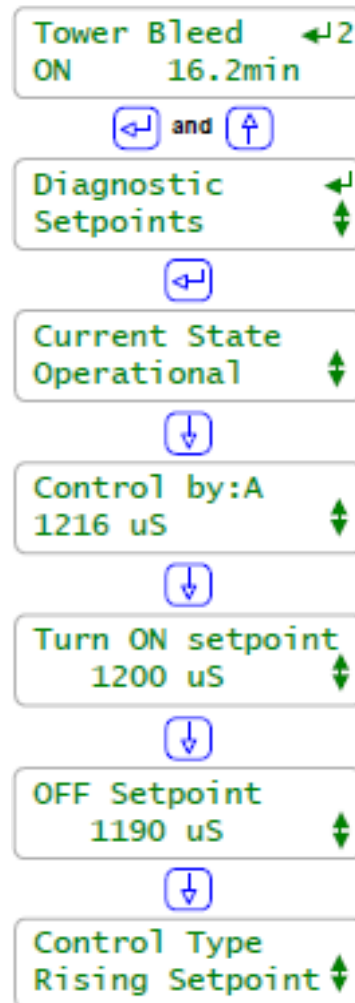 Tower Bleed ↵2
ON 16.2min
and
Diagnostic ↵
Setpoints
Current State
Operational
Control by:A
1216 uS
Turn ON setpoint
1200 uS
OFF Setpoint
1190 uS
Control Type
Rising Setpoint